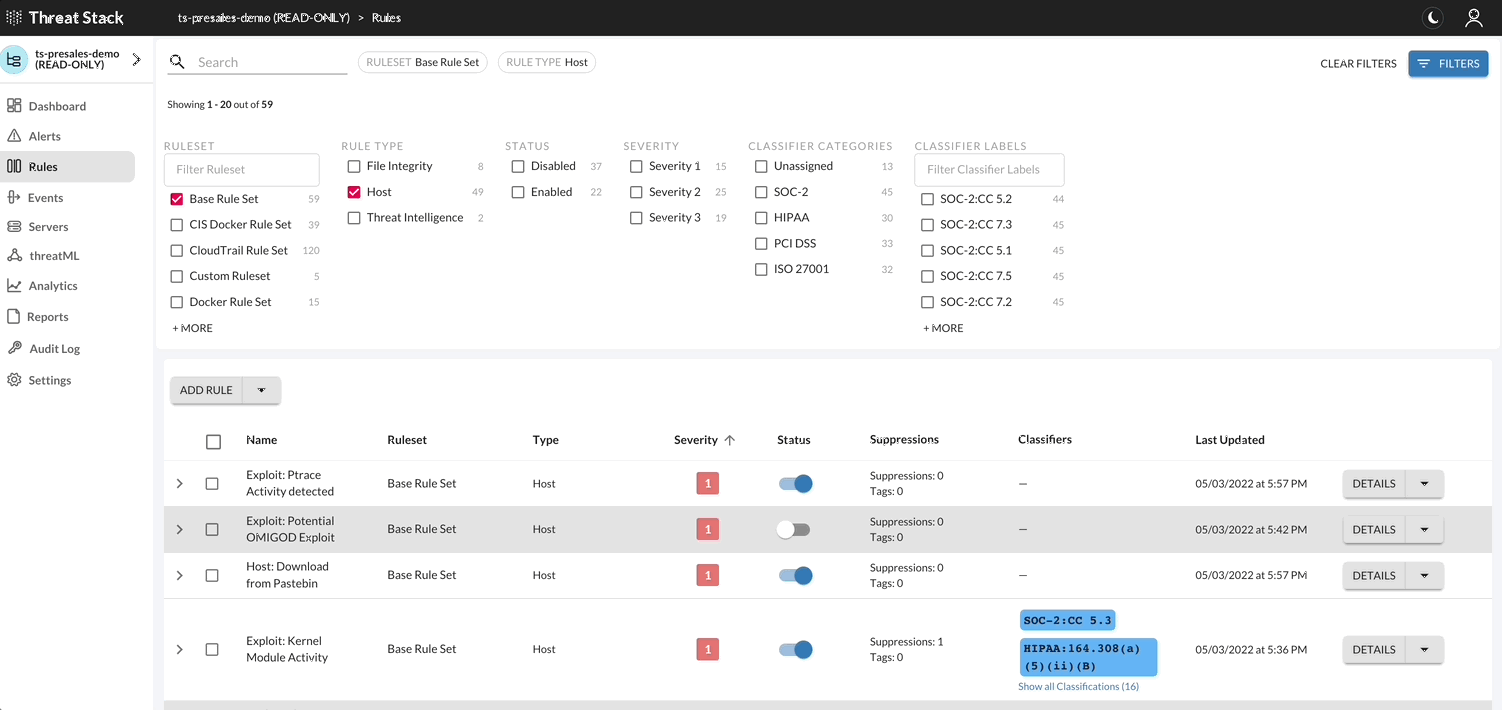 Threat Stack
ts-presales-demo (READ-ONLY) > Rules
ts-presales-demo
(READ-ONLY)
Dashboard
Alerts
Rules
Events
Servers
threatML
Analytics
Reports
Audit Log
Settings
Search
RULESET Base Rule Set
RULE TYPE Host
CLEAR FILTERS
FILTERS
Showing 1 - 20 out of 59
RULESET
Filter Ruleset
Base Rule Set 59
CIS Docker Rule Set 39
CloudTrail Rule Set 120
Custom Ruleset 5
Docker Rule Set 15
+ MORE
RULE TYPE
File Integrity 8
Host 49
Threat Intelligence 2
STATUS
Disabled 37
Enabled 22
SEVERITY
Severity 1 15
Severity 2 25
Severity 3 19
CLASSIFIER CATEGORIES
Unassigned 13
SOC-2 45
HIPAA 30
PCI DSS 33
ISO 27001 32
CLASSIFIER LABELS
Filter Classifier Labels
SOC-2:CC 5.2 44
SOC-2:CC 7.3 45
SOC-2:CC 5.1 45
SOC-2:CC 7.5 45
SOC-2:CC 7.2 45
+ MORE
ADD RULE
Name Ruleset Type Severity Status Suppressions Classifiers Last Updated
Exploit: Ptrace
Activity detected
Base Rule Set
Host
1
Suppressions: 0
Tags: 0
—
05/03/2022 at 5:57 PM
DETAILS
Exploit: Potential
OMIGOD Exploit
Base Rule Set
Host
1
Suppressions: 0
Tags: 0
—
05/03/2022 at 5:42 PM
DETAILS
Host: Download
from Pastebin
Base Rule Set
Host
1
Suppressions: 0
Tags: 0
—
05/03/2022 at 5:57 PM
DETAILS
Exploit: Kernel
Module Activity
Base Rule Set
Host
1
Suppressions: 1
Tags: 0
SOC-2:CC 5.3
HIPAA:164.308(a)
(5)(ii)(B)
Show all Classifications (16)
05/03/2022 at 5:36 PM
DETAILS